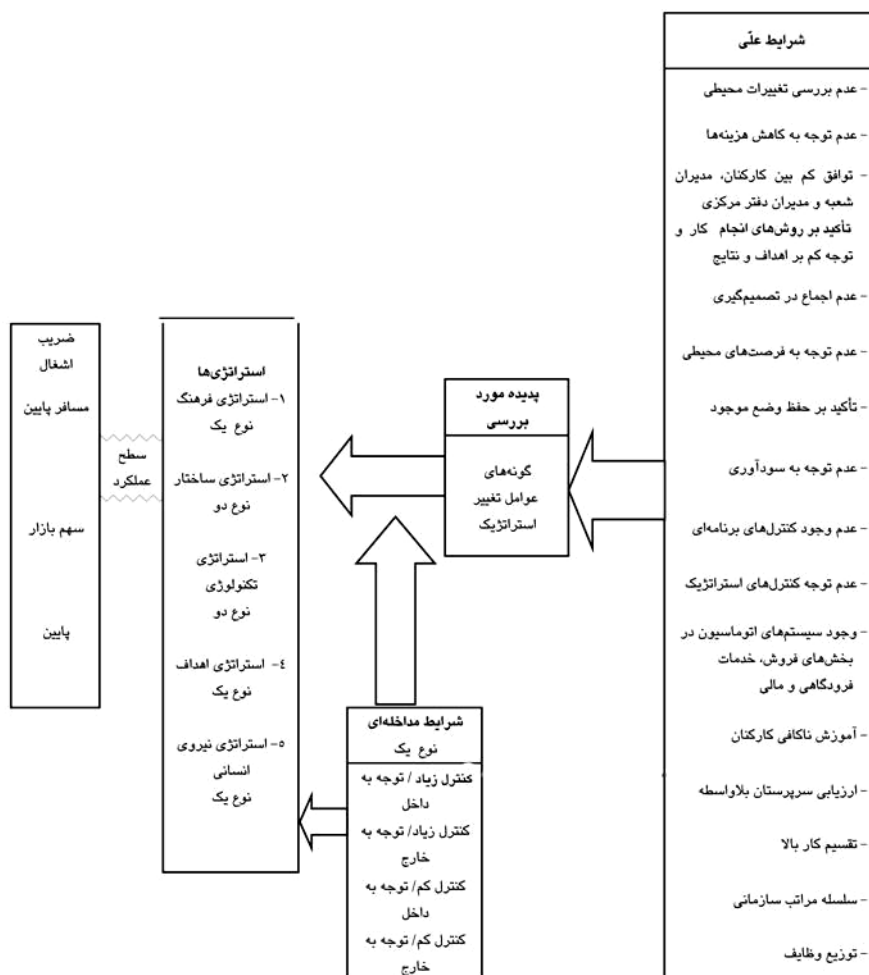 شرایط علّی
- عدم بررسی تغییرات محیطی
- عدم توجه به کاهش هزینه‌ها
- توافق کم بین کارکنان، مدیران
شعبه و مدیران دفتر مرکزی
تأکید بر روش‌های انجام کار و
توجه کم بر اهداف و نتایج
- عدم اجماع در تصمیم‌گیری
- عدم توجه به فرصت‌های محیطی
- تأکید بر حفظ وضع موجود
- عدم توجه به سودآوری
- عدم وجود کنترل‌های برنامه‌ای
- عدم توجه کنترل‌های استراتژیک
- وجود سیستم‌های اتوماسیون در
بخش‌های فروش، خدمات
فرودگاهی و مالی
- آموزش ناکافی کارکنان
- ارزیابی سرپرستان بلاواسطه
- تقسیم کار بالا
- سلسله مراتب سازمانی
- توزیع وظایف
پدیده مورد
بررسی
گونه‌های
عوامل تغییر
استراتژیک
شرایط مداخله‌ای
نوع یک
کنترل زیاد / توجه به
داخل
کنترل زیاد/ توجه به
خارج
کنترل کم/ توجه به
داخل
کنترل کم/ توجه به
خارج
استراتژی‌ها
۱- استراتژی فرهنگ
نوع یک
۲- استراتژی ساختار
نوع دو
۳- استراتژی
تکنولوژی
نوع دو
۴- استراتژی اهداف
نوع یک
۵- استراتژی نیروی
انسانی
نوع یک
سطح
عملکرد
ضریب
اشغال
مسافر پایین
سهم بازار
پایین